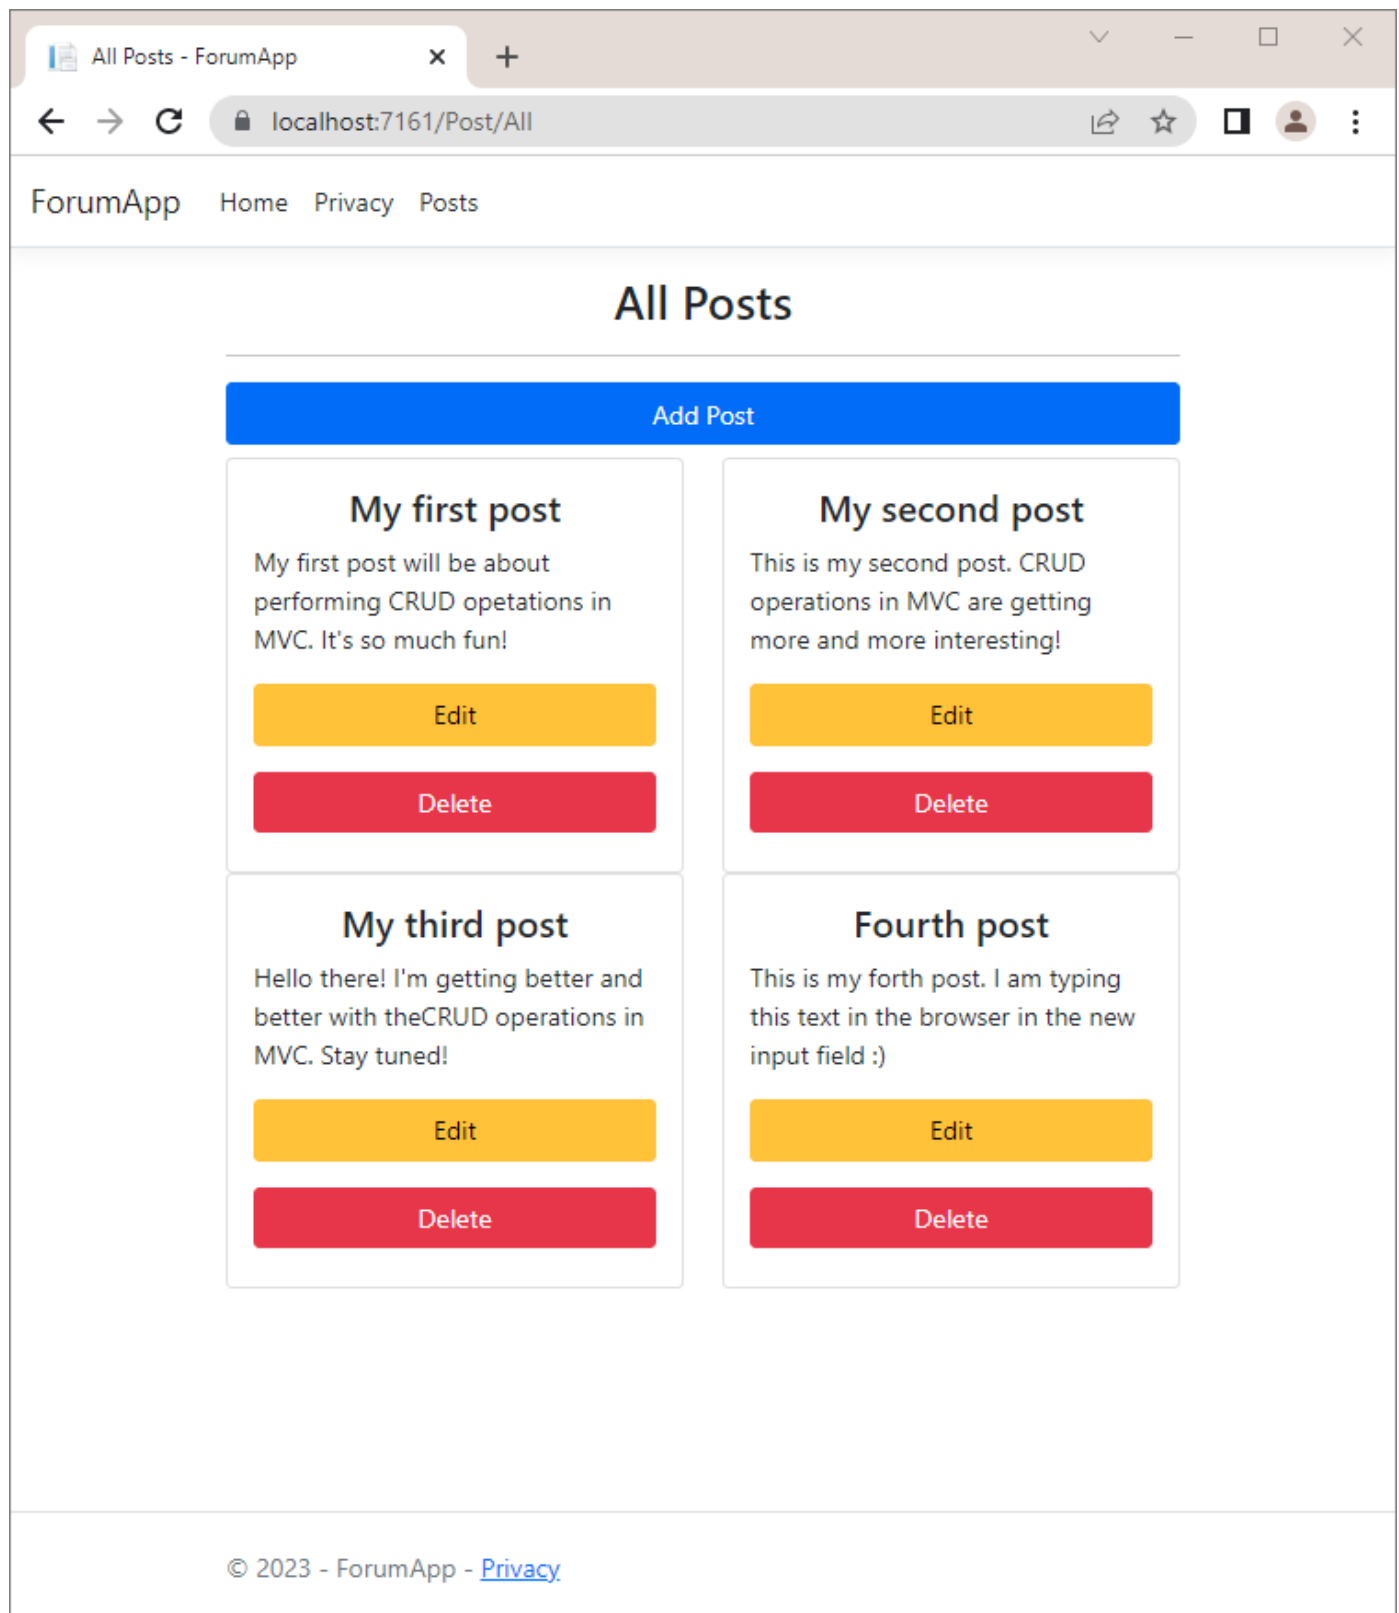 All Posts - ForumApp
localhost:7161/Post/All
ForumApp Home Privacy Posts
All Posts
Add Post
My first post
My first post will be about
performing CRUD opetations in
MVC. It's so much fun!
Edit
Delete
My second post
This is my second post. CRUD
operations in MVC are getting
more and more interesting!
Edit
Delete
My third post
Hello there! I'm getting better and
better with theCRUD operations in
MVC. Stay tuned!
Edit
Delete
Fourth post
This is my forth post. I am typing
this text in the browser in the new
input field :)
Edit
Delete
© 2023 - ForumApp - Privacy